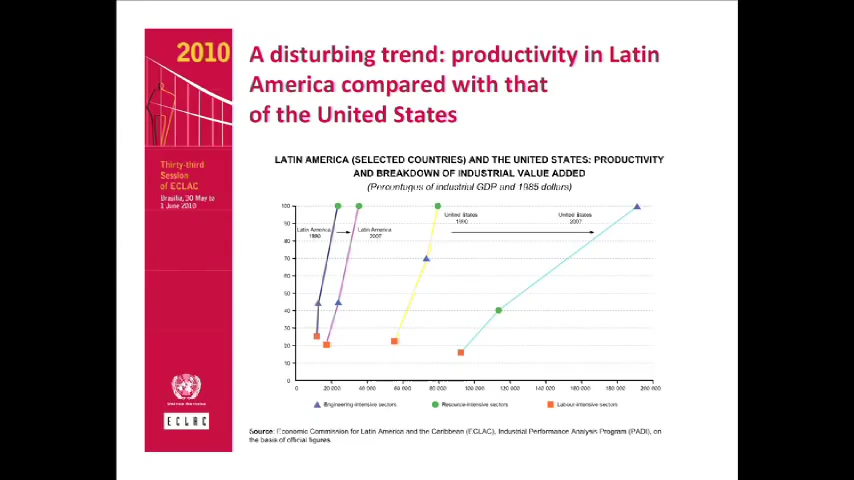 2010
A disturbing trend: productivity in Latin
America compared with that
of the United States
Thirty-third
Session
of ECLAC
Brasilia, 30 May to
1 June 2010
LATIN AMERICA (SELECTED COUNTRIES) AND THE UNITED STATES: PRODUCTIVITY
AND BREAKDOWN OF INDUSTRIAL VALUE ADDED
(Percentages of industrial GDP and 1985 dollars)
100
90
80
70
60
50
40
30
20
10
0
Latin America
1990
Latin America
2007
United States
1990
United States
2007
0 20 000 40 000 60 000 80 000 100 000 120 000 140 000 160 000 180 000 200 000
Engineering-intensive sectors Resource-intensive sectors Labour-intensive sectors
UNITED NATIONS
ECLAC
Source: Economic Commission for Latin America and the Caribbean (ECLAC), Industrial Performance Analysis Program (PADI), on
the basis of official figures.